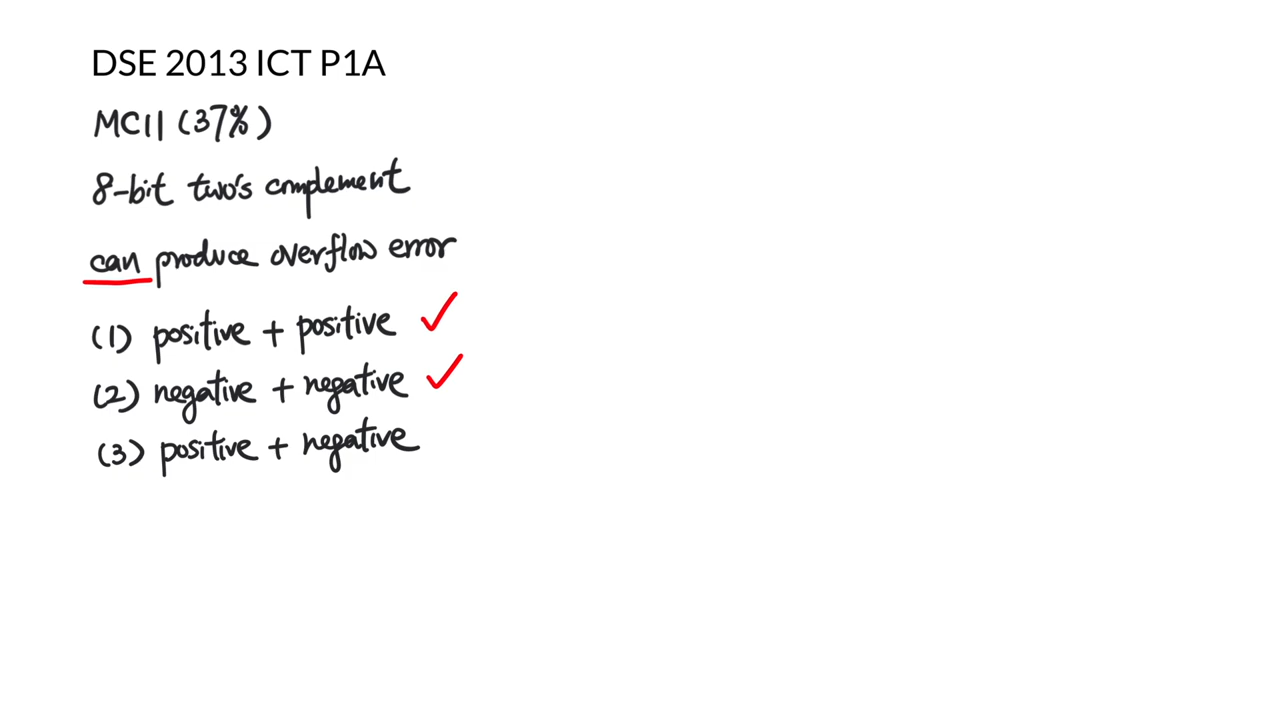 DSE 2013 ICT P1A
MC11 (37%)
8-bit two's complement
can produce overflow error
(1) positive + positive ✓
(2) negative + negative ✓
(3) positive + negative